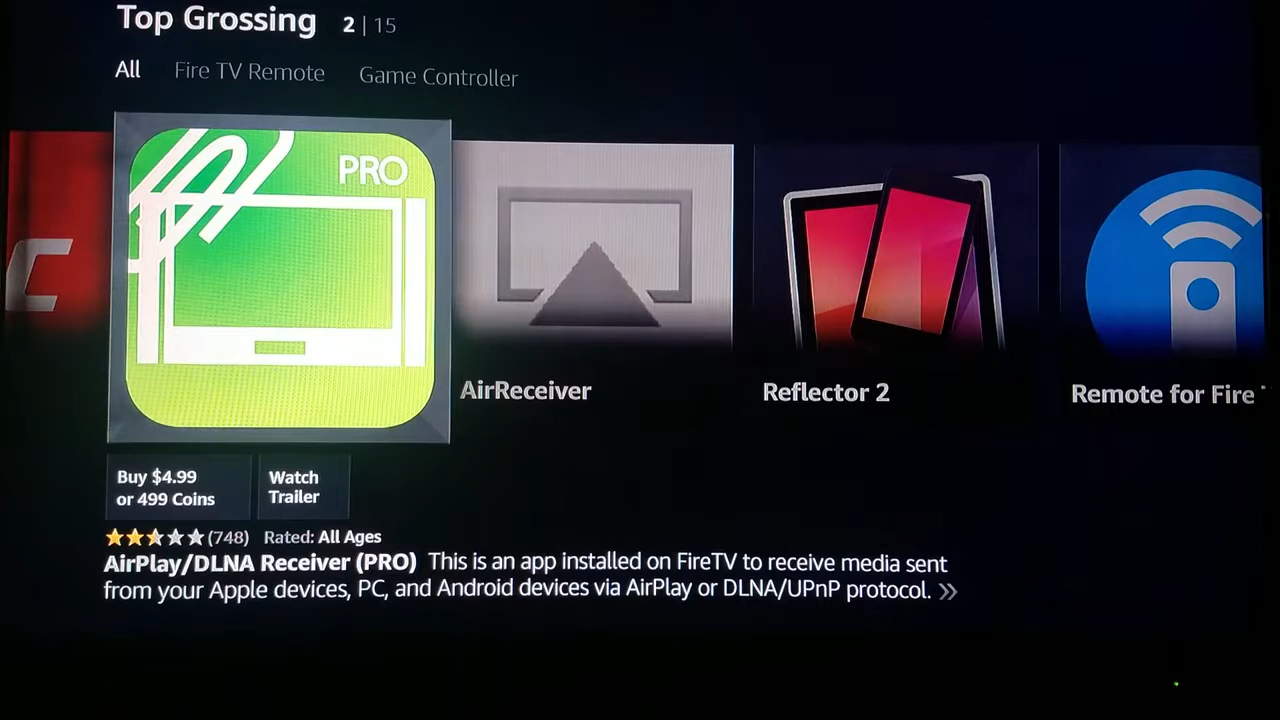 Top Grossing 2 | 15
All Fire TV Remote Game Controller
PRO
AirReceiver
Reflector 2
Remote for Fire
Buy $4.99
or 499 Coins
Watch
Trailer
(748) Rated: All Ages
AirPlay/DLNA Receiver (PRO) This is an app installed on FireTV to receive media sent
from your Apple devices, PC, and Android devices via AirPlay or DLNA/UPnP protocol. »